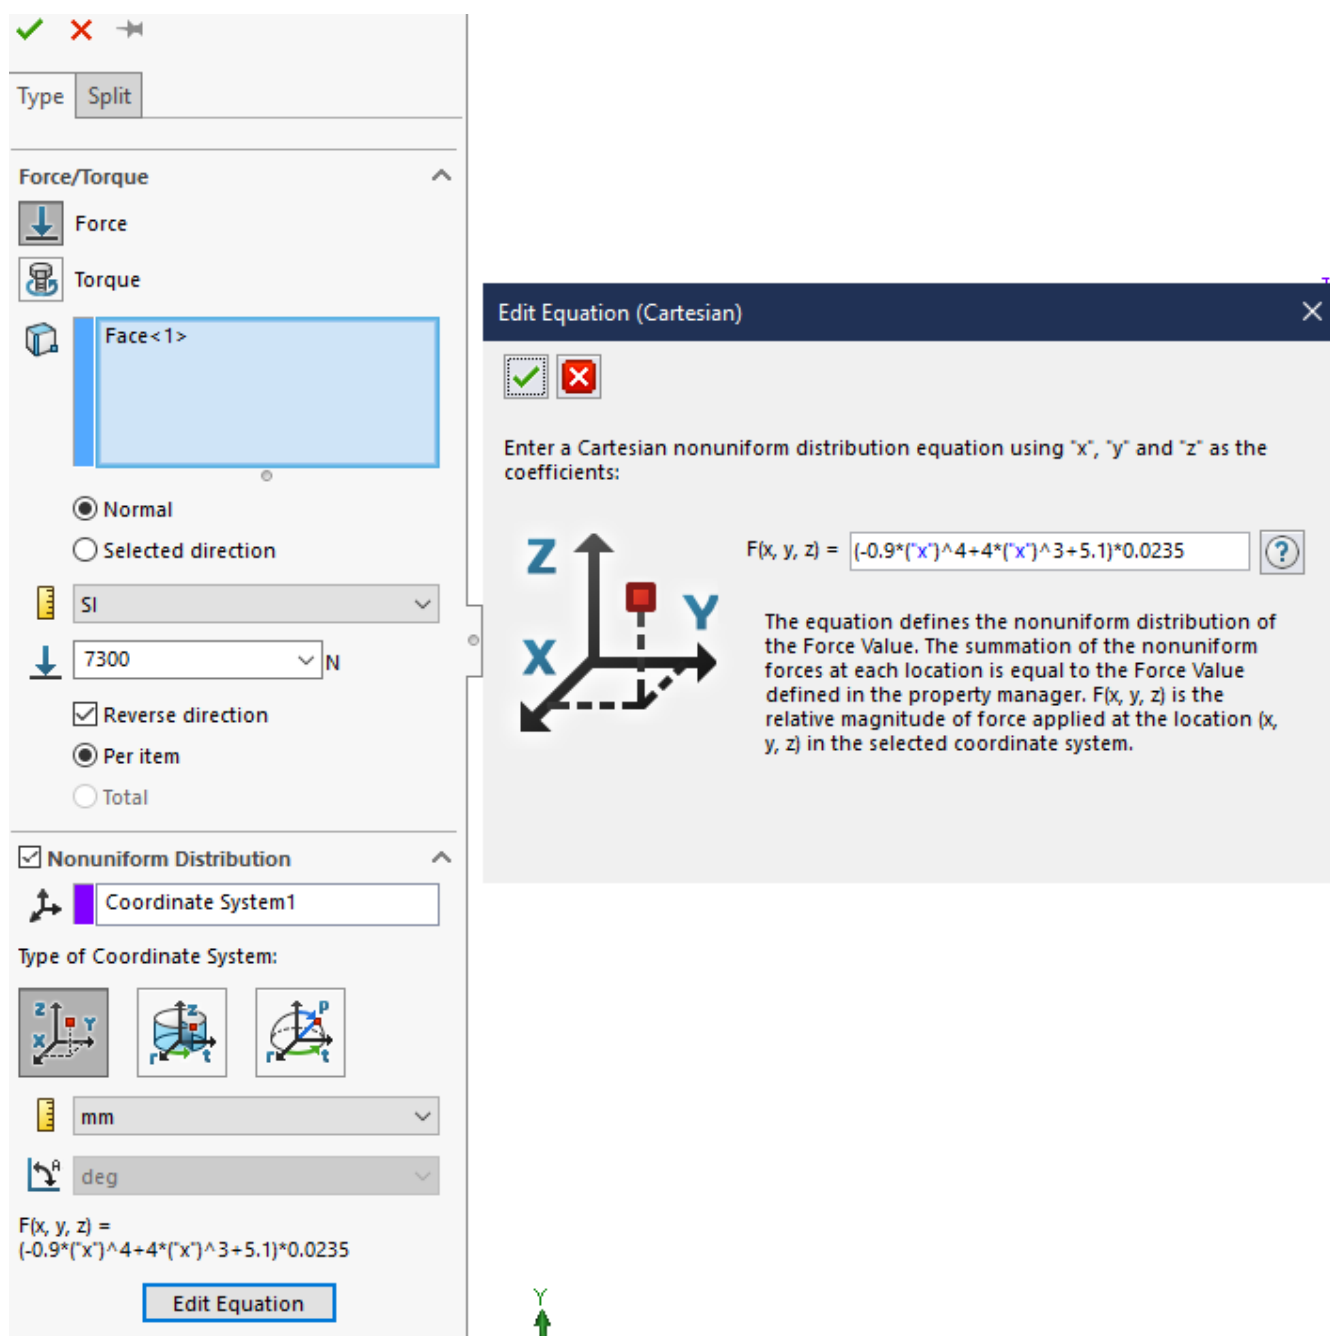 Type
Split
Force/Torque
Force
Torque
Face<1>
Normal
Selected direction
SI
7300
N
Reverse direction
Per item
Total
Nonuniform Distribution
Coordinate System1
Type of Coordinate System:
Z
Y
X
z
r
t
p
r
t
mm
A
deg
F(x, y, z) =
(-0.9*("x")^4+4*("x")^3+5.1)*0.0235
Edit Equation
Edit Equation (Cartesian)
Enter a Cartesian nonuniform distribution equation using "x", "y" and "z" as the
coefficients:
Z
Y
X
F(x, y, z) = (-0.9*("x")^4+4*("x")^3+5.1)*0.0235
?
The equation defines the nonuniform distribution of
the Force Value. The summation of the nonuniform
forces at each location is equal to the Force Value
defined in the property manager. F(x, y, z) is the
relative magnitude of force applied at the location (x,
y, z) in the selected coordinate system.
Y